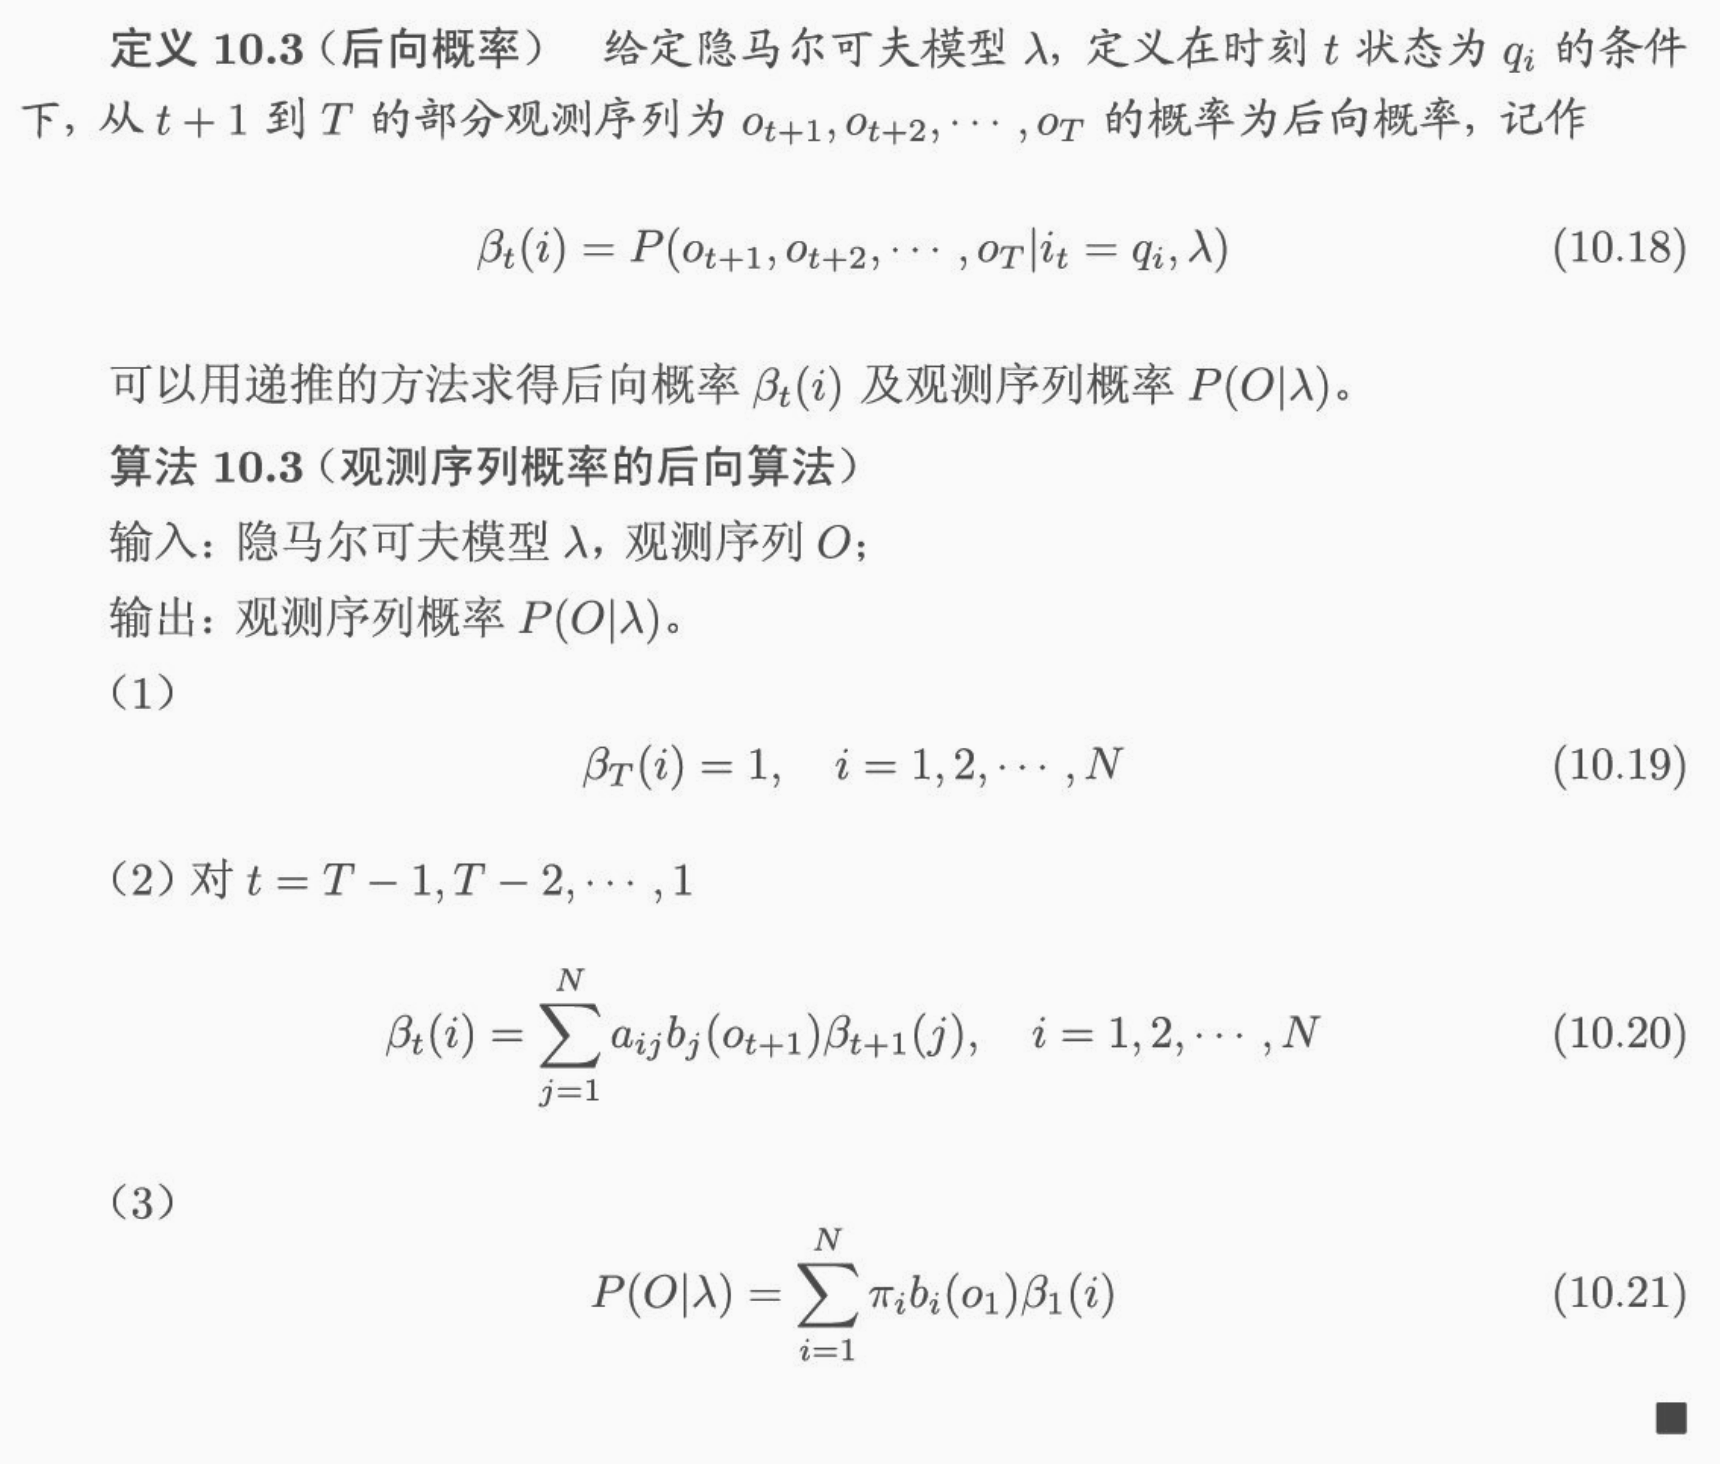 定义 10.3（后向概率） 给定隐马尔可夫模型 λ, 定义在时刻 t 状态为 q_i 的条件
下, 从 t + 1 到 T 的部分观测序列为 o_{t+1}, o_{t+2}, ⋯ , o_T 的概率为后向概率, 记作
β_t(i) = P(o_{t+1}, o_{t+2}, ⋯ , o_T|i_t = q_i, λ) (10.18)
可以用递推的方法求得后向概率 β_t(i) 及观测序列概率 P(O|λ)。
算法 10.3（观测序列概率的后向算法）
输入: 隐马尔可夫模型 λ, 观测序列 O;
输出: 观测序列概率 P(O|λ)。
（1）
β_T(i) = 1, i = 1, 2, ⋯ , N (10.19)
（2）对 t = T − 1, T − 2, ⋯ , 1
β_t(i) = ∑_{j=1}^{N} a_{ij}b_j(o_{t+1})β_{t+1}(j), i = 1, 2, ⋯ , N (10.20)
（3）
P(O|λ) = ∑_{i=1}^{N} π_i b_i(o_1)β_1(i) (10.21)
■